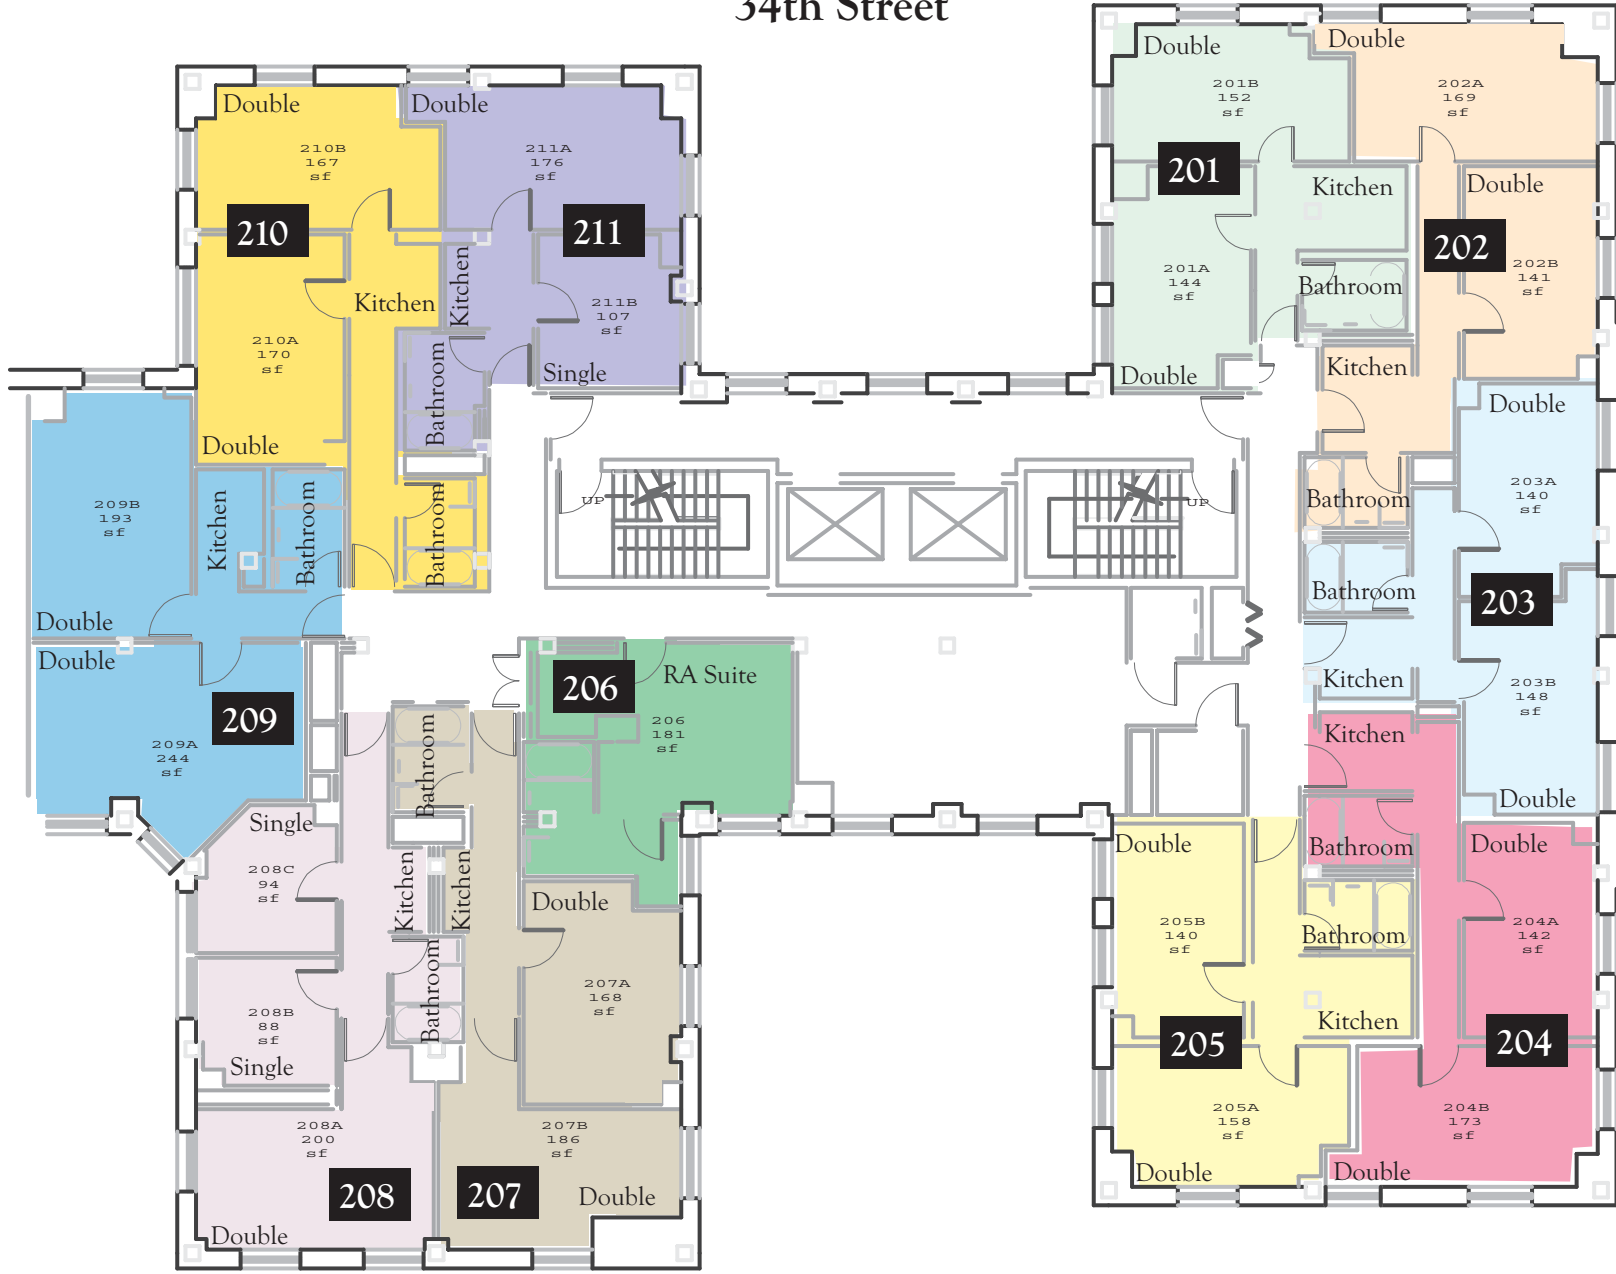 34th Street
Double
Double
201B
152
sf
202A
169
sf
Double
Double
210B
167
sf
211A
176
sf
201
Kitchen
Double
210
211
202
201A
144
sf
202B
141
sf
Bathroom
Kitchen
Kitchen
211B
107
sf
210A
170
sf
Bathroom
Single
Kitchen
Double
Double
Double
203A
140
sf
209B
193
sf
Kitchen
Bathroom
Bathroom
UP
UP
Bathroom
Bathroom
203
Double
Double
206
RA Suite
206
181
sf
Kitchen
203B
148
sf
209
209A
244
sf
Bathroom
Kitchen
Double
Single
208C
94
sf
Kitchen
Kitchen
Double
Double
Bathroom
Double
205B
140
sf
Bathroom
204A
142
sf
207A
168
sf
Bathroom
208B
88
sf
Single
Kitchen
205
204
208A
200
sf
207B
186
sf
205A
158
sf
204B
173
sf
208
207
Double
Double
Double
Double